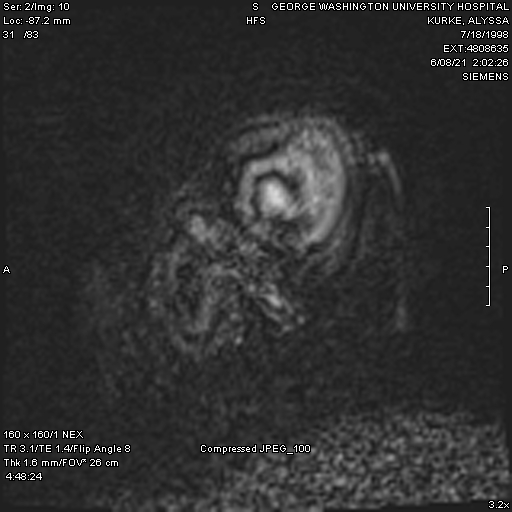 Ser: 2/Img: 10
Loc: -87.2 mm
31 /83
S GEORGE WASHINGTON UNIVERSITY HOSPITAL
HFS KURKE, ALYSSA
7/18/1998
EXT:4808635
6/08/21 2:02:26
SIEMENS
A
P
160 x 160/1 NEX
TR 3.1/TE 1.4/Flip Angle 8
Thk 1.6 mm/FOV* 26 cm
4:48:24
Compressed JPEG_100
3.2x